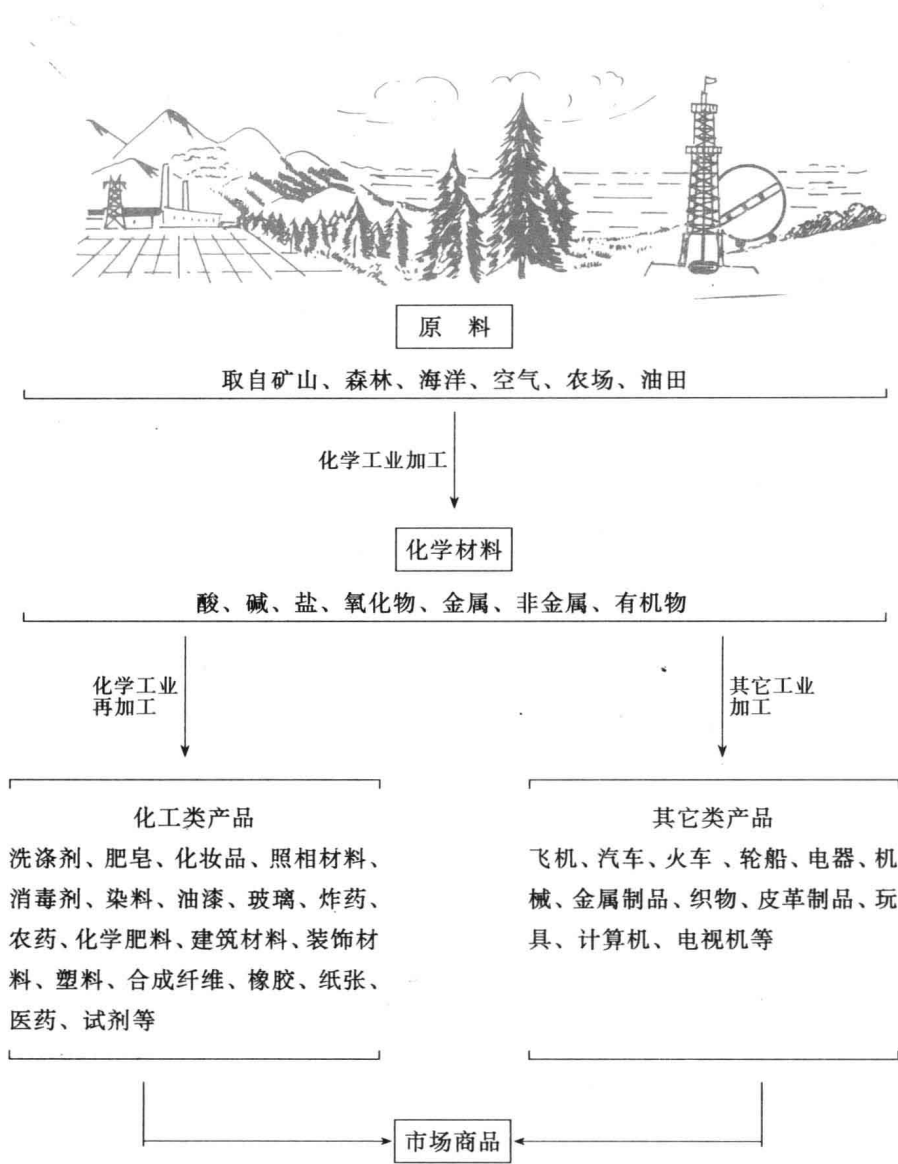 原 料
取自矿山、森林、海洋、空气、农场、油田
化学工业加工
化学材料
酸、碱、盐、氧化物、金属、非金属、有机物
化学工业
再加工
其它工业
加工
化工类产品
洗涤剂、肥皂、化妆品、照相材料、
消毒剂、染料、油漆、玻璃、炸药、
农药、化学肥料、建筑材料、装饰材
料、塑料、合成纤维、橡胶、纸张、
医药、试剂等
其它类产品
飞机、汽车、火车、轮船、电器、机
械、金属制品、织物、皮革制品、玩
具、计算机、电视机等
市场商品